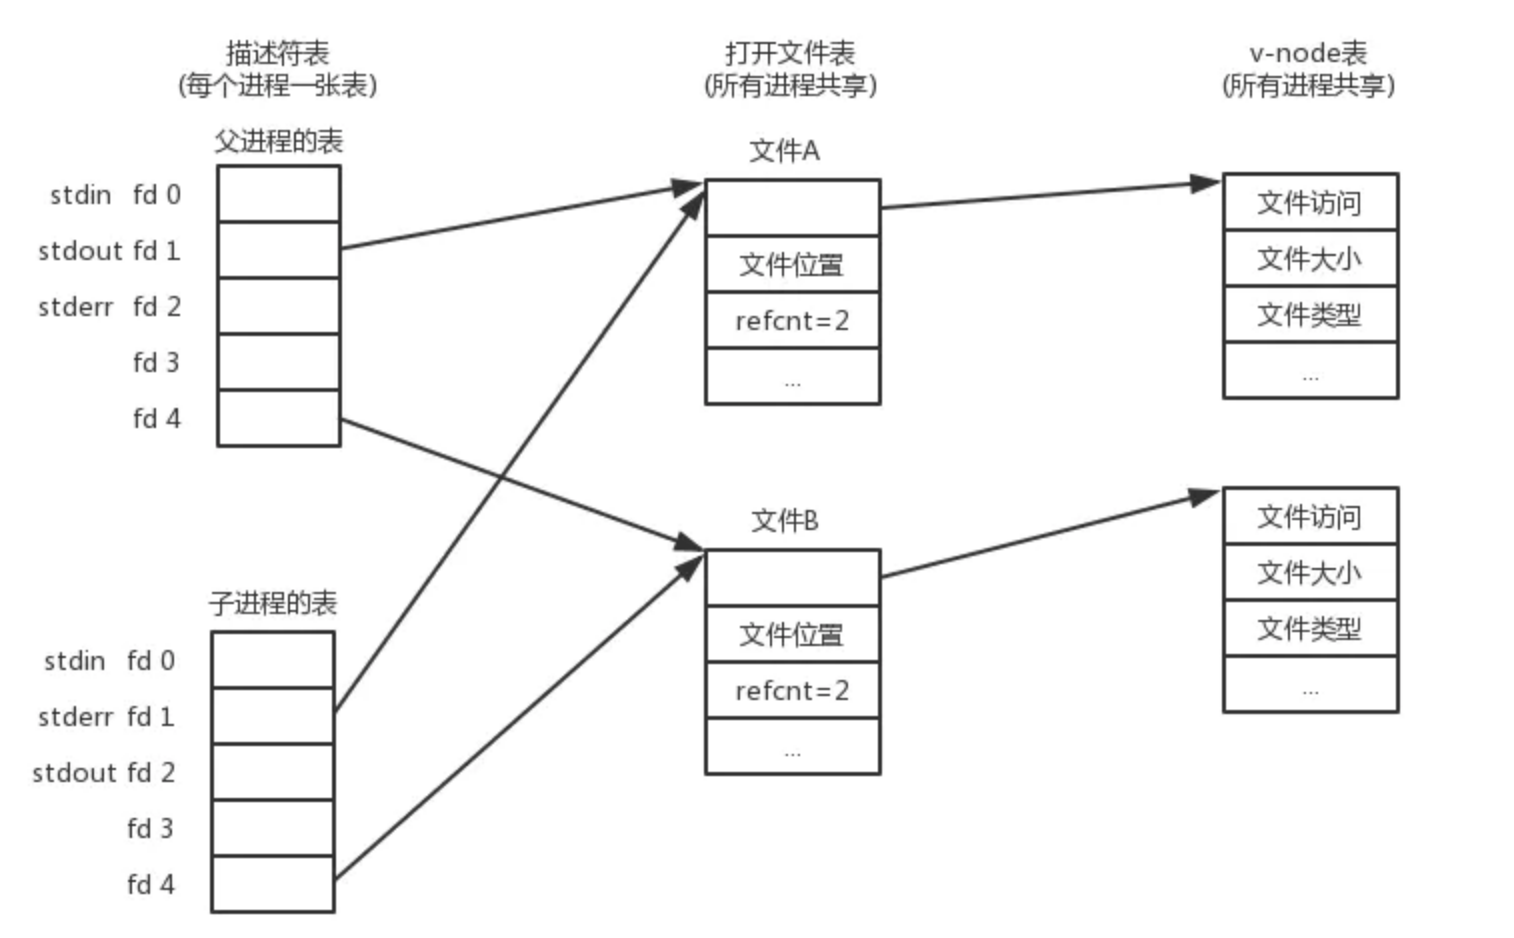 描述符表
(每个进程一张表)
父进程的表
stdin fd 0
stdout fd 1
stderr fd 2
fd 3
fd 4
子进程的表
stdin fd 0
stderr fd 1
stdout fd 2
fd 3
fd 4
打开文件表
(所有进程共享)
文件A
文件位置
refcnt=2
...
文件B
文件位置
refcnt=2
...
v-node表
(所有进程共享)
文件访问
文件大小
文件类型
...
文件访问
文件大小
文件类型
...